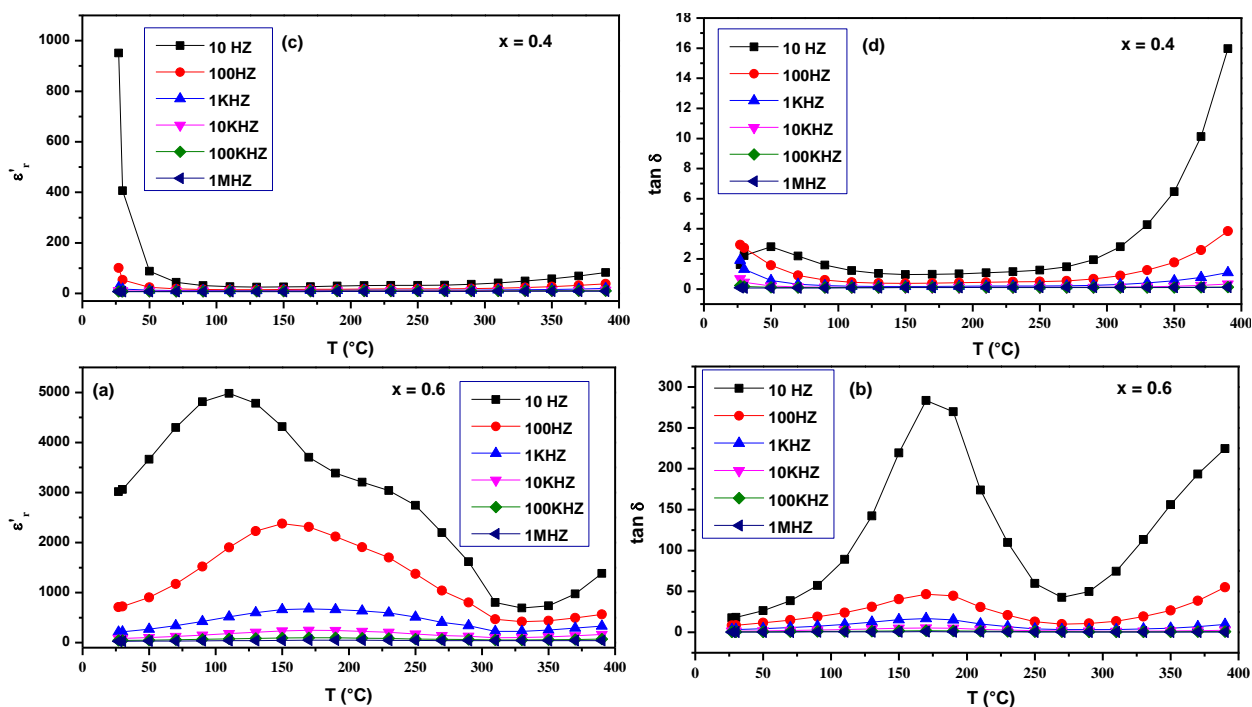 (c)
x = 0.4
10 HZ
100HZ
1KHZ
10KHZ
100KHZ
1MHZ
ε'r
1000
800
600
400
200
0
0 50 100 150 200 250 300 350 400
T (°C)
(d)
x = 0.4
10 HZ
100HZ
1KHZ
10KHZ
100KHZ
1MHZ
tan δ
18
16
14
12
10
8
6
4
2
0
0 50 100 150 200 250 300 350 400
T (°C)
(a)
x = 0.6
10 HZ
100HZ
1KHZ
10KHZ
100KHZ
1MHZ
ε'r
5000
4000
3000
2000
1000
0
0 50 100 150 200 250 300 350 400
T (°C)
(b)
x = 0.6
10 HZ
100HZ
1KHZ
10KHZ
100KHZ
1MHZ
tan δ
300
250
200
150
100
50
0
0 50 100 150 200 250 300 350 400
T (°C)